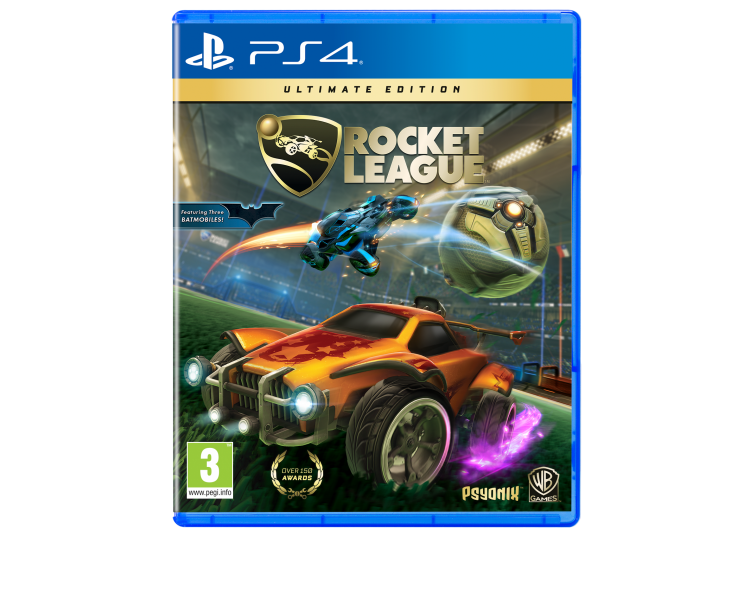 PS4
ULTIMATE EDITION
ROCKET
LEAGUE
Featuring Three
BATMOBILES!
3
www.pegi.info
OVER 150
AWARDS
PSYONIX
WB
GAMES